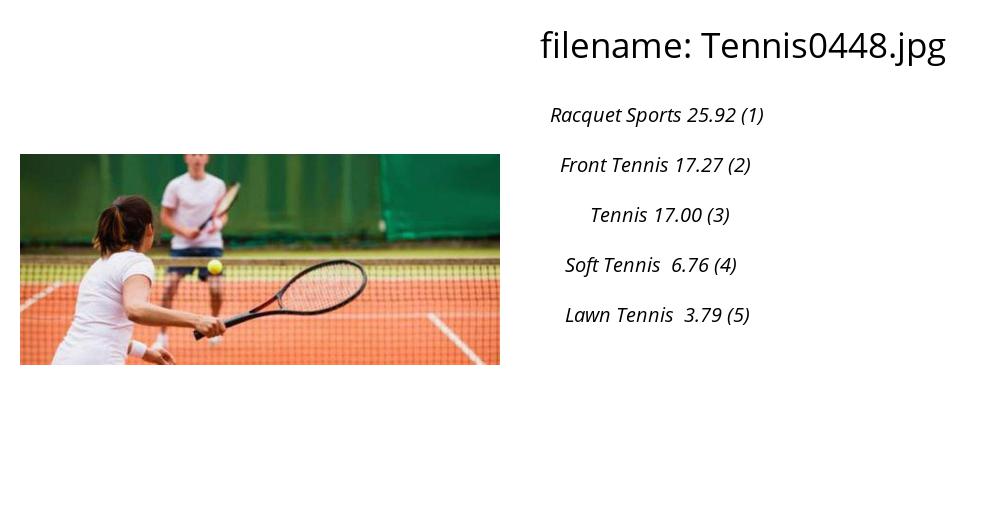 filename: Tennis0448.jpg
Racquet Sports 25.92 (1)
Front Tennis 17.27 (2)
Tennis 17.00 (3)
Soft Tennis  6.76 (4)
Lawn Tennis  3.79 (5)